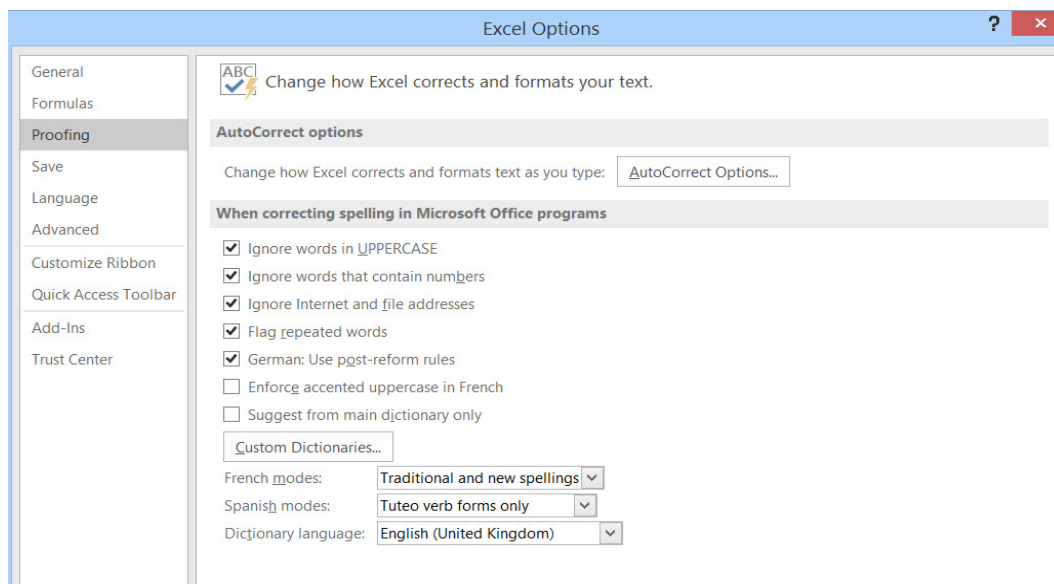 Excel Options
?
General
Formulas
Proofing
Save
Language
Advanced
Customize Ribbon
Quick Access Toolbar
Add-Ins
Trust Center
ABC
Change how Excel corrects and formats your text.
AutoCorrect options
Change how Excel corrects and formats text as you type: AutoCorrect Options...
When correcting spelling in Microsoft Office programs
Ignore words in UPPERCASE
Ignore words that contain numbers
Ignore Internet and file addresses
Flag repeated words
German: Use post-reform rules
Enforce accented uppercase in French
Suggest from main dictionary only
Custom Dictionaries...
French modes: Traditional and new spellings
Spanish modes: Tuteo verb forms only
Dictionary language: English (United Kingdom)